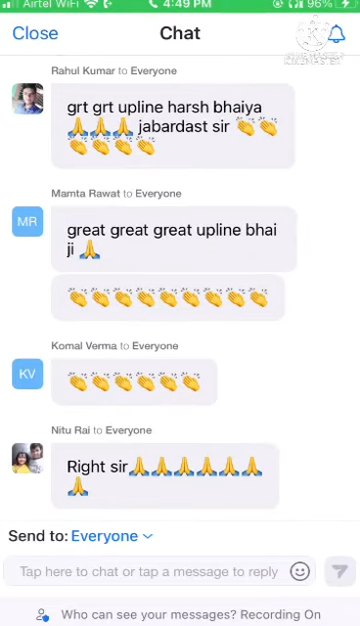 Airtel WiFi 4:49 PM 96%
Close Chat
Rahul Kumar to Everyone
grt grt upline harsh bhaiya
🙏🙏🙏 jabardast sir 👏👏
👏👏👏👏
Mamta Rawat to Everyone
MR
great great great upline bhai
ji 🙏
👏👏👏👏👏👏👏👏👏
Komal Verma to Everyone
KV
👏👏👏👏👏👏
Nitu Rai to Everyone
Right sir🙏🙏🙏🙏🙏🙏
🙏
Send to: Everyone
Tap here to chat or tap a message to reply
Who can see your messages? Recording On